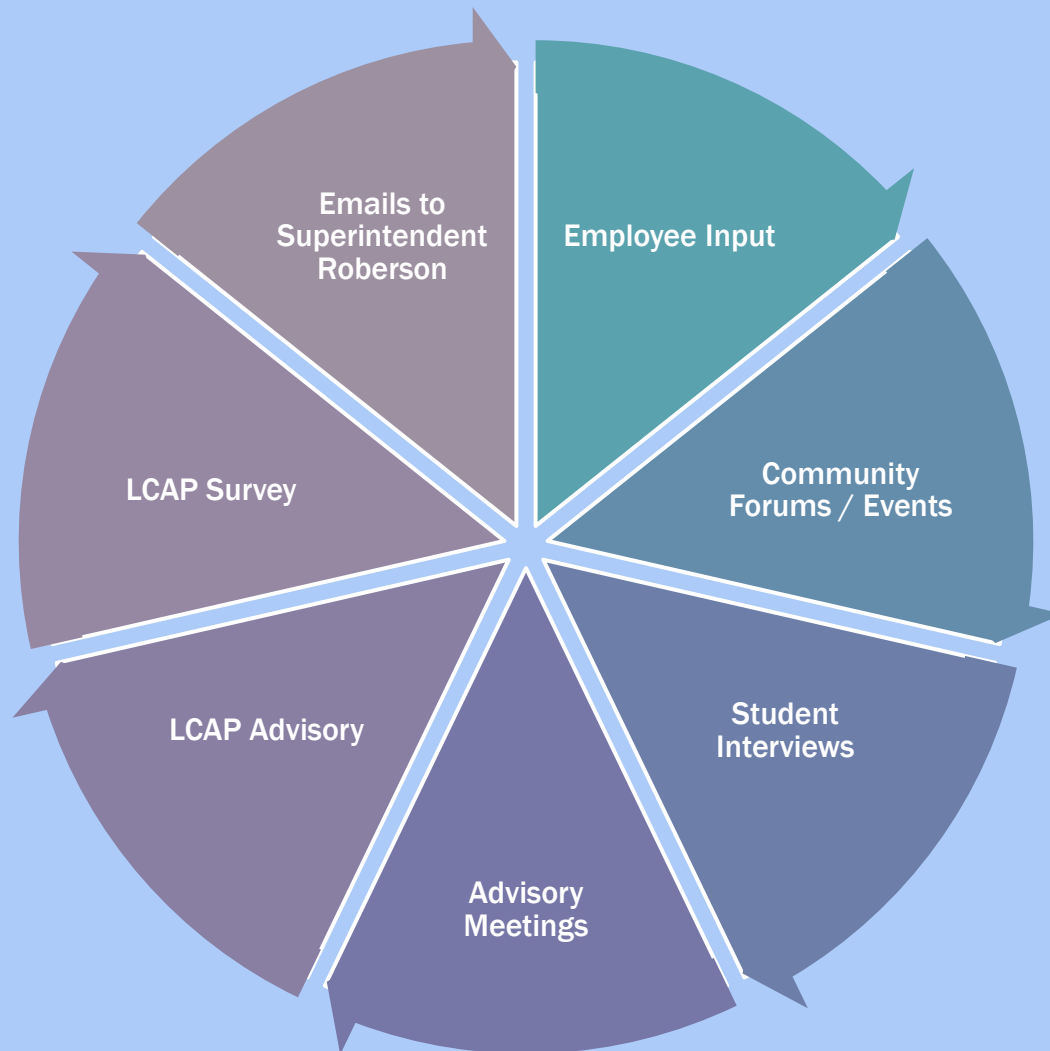 Emails to
Superintendent
Roberson
Employee Input
Community
Forums / Events
Student
Interviews
Advisory
Meetings
LCAP Advisory
LCAP Survey